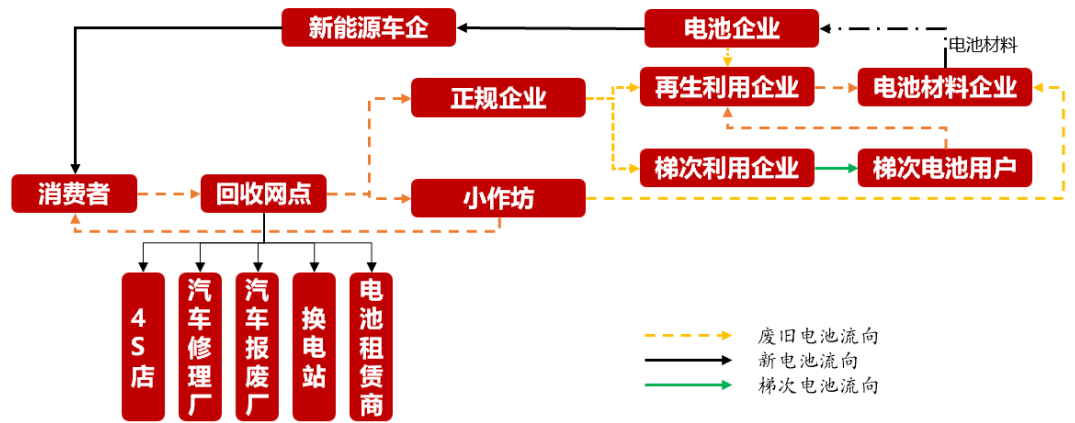 新能源车企
电池企业
电池材料
正规企业
再生利用企业
电池材料企业
消费者
回收网点
小作坊
梯次利用企业
梯次电池用户
4S店
汽车修理厂
汽车报废厂
换电站
电池租赁商
废旧电池流向
新电池流向
梯次电池流向